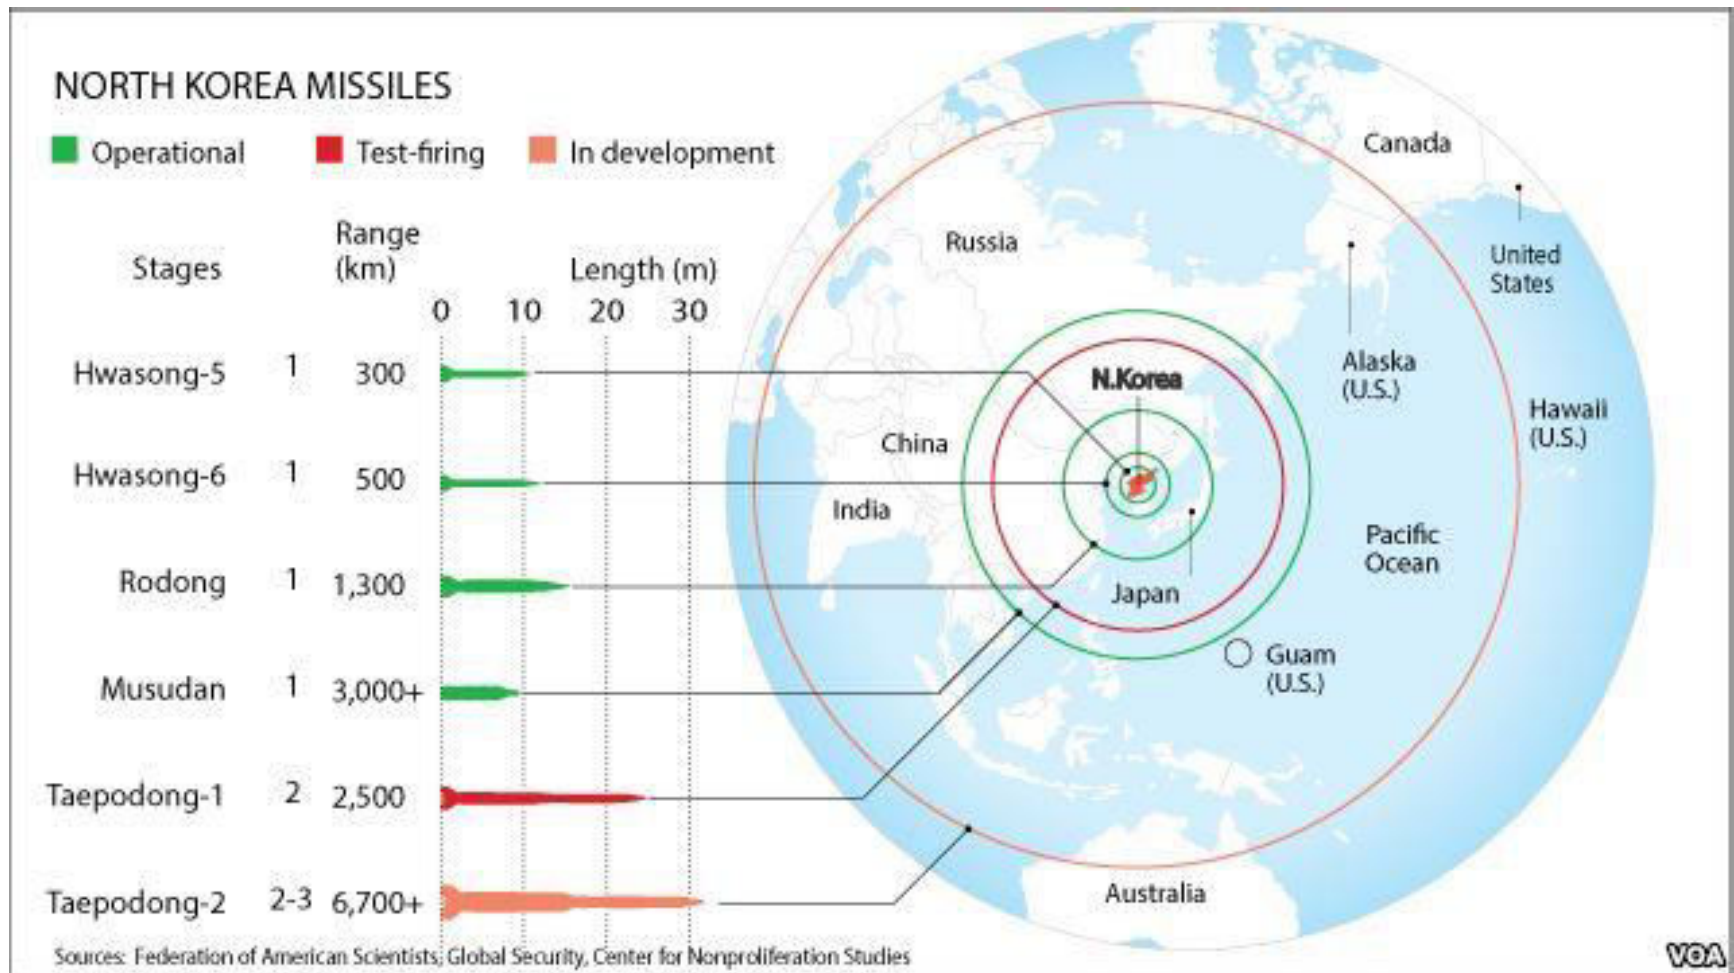 NORTH KOREA MISSILES
Operational
Test-firing
In development
Stages
Range
(km)
Length (m)
0 10 20 30
Hwasong-5 1 300
Hwasong-6 1 500
Rodong 1 1,300
Musudan 1 3,000+
Taepodong-1 2 2,500
Taepodong-2 2-3 6,700+
Canada
Russia
United
States
Alaska
(U.S.)
N.Korea
Hawaii
(U.S.)
China
India
Pacific
Ocean
Japan
Guam
(U.S.)
Australia
Sources: Federation of American Scientists, Global Security, Center for Nonproliferation Studies
VOA